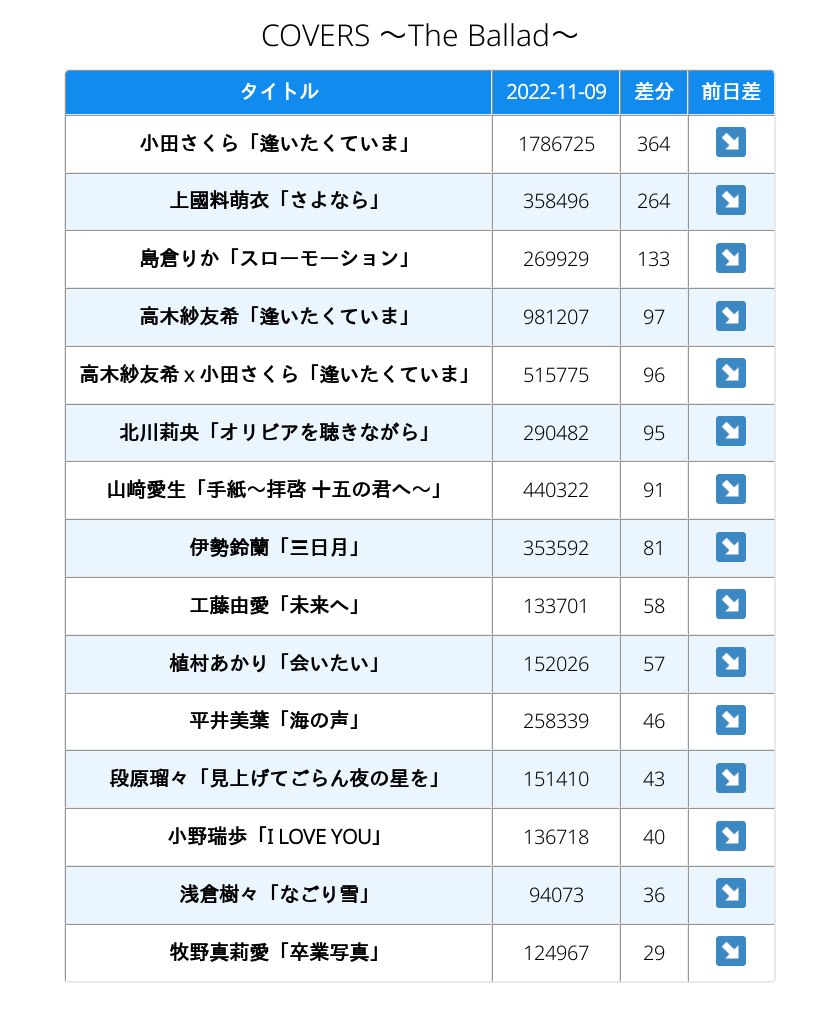 COVERS ～The Ballad～
タイトル 2022-11-09 差分 前日差
小田さくら「逢いたくていま」 1786725 364 ↘
上國料萌衣「さよなら」 358496 264 ↘
島倉りか「スローモーション」 269929 133 ↘
高木紗友希「逢いたくていま」 981207 97 ↘
高木紗友希 x 小田さくら「逢いたくていま」 515775 96 ↘
北川莉央「オリビアを聴きながら」 290482 95 ↘
山﨑愛生「手紙～拝啓 十五の君へ～」 440322 91 ↘
伊勢鈴蘭「三日月」 353592 81 ↘
工藤由愛「未来へ」 133701 58 ↘
植村あかり「会いたい」 152026 57 ↘
平井美葉「海の声」 258339 46 ↘
段原瑠々「見上げてごらん夜の星を」 151410 43 ↘
小野瑞歩「I LOVE YOU」 136718 40 ↘
浅倉樹々「なごり雪」 94073 36 ↘
牧野真莉愛「卒業写真」 124967 29 ↘